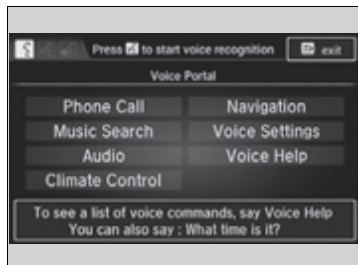 Press to start voice recognition exit
Voice Portal
Phone Call Navigation
Music Search Voice Settings
Audio Voice Help
Climate Control
To see a list of voice commands, say Voice Help
You can also say : What time is it?